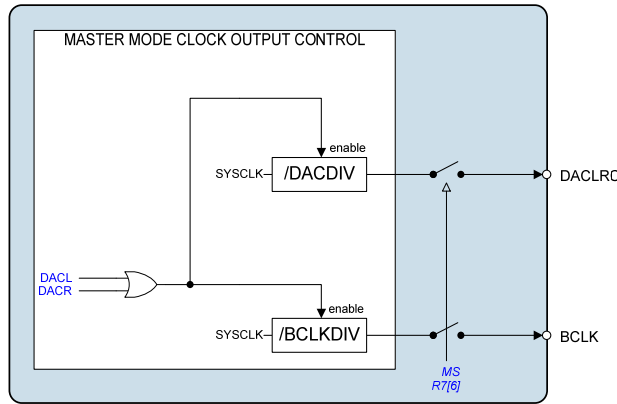 MASTER MODE CLOCK OUTPUT CONTROL
enable
SYSCLK
/DACDIV
DACLRC
DACL
DACR
enable
SYSCLK
/BCLKDIV
BCLK
MS
R7[6]